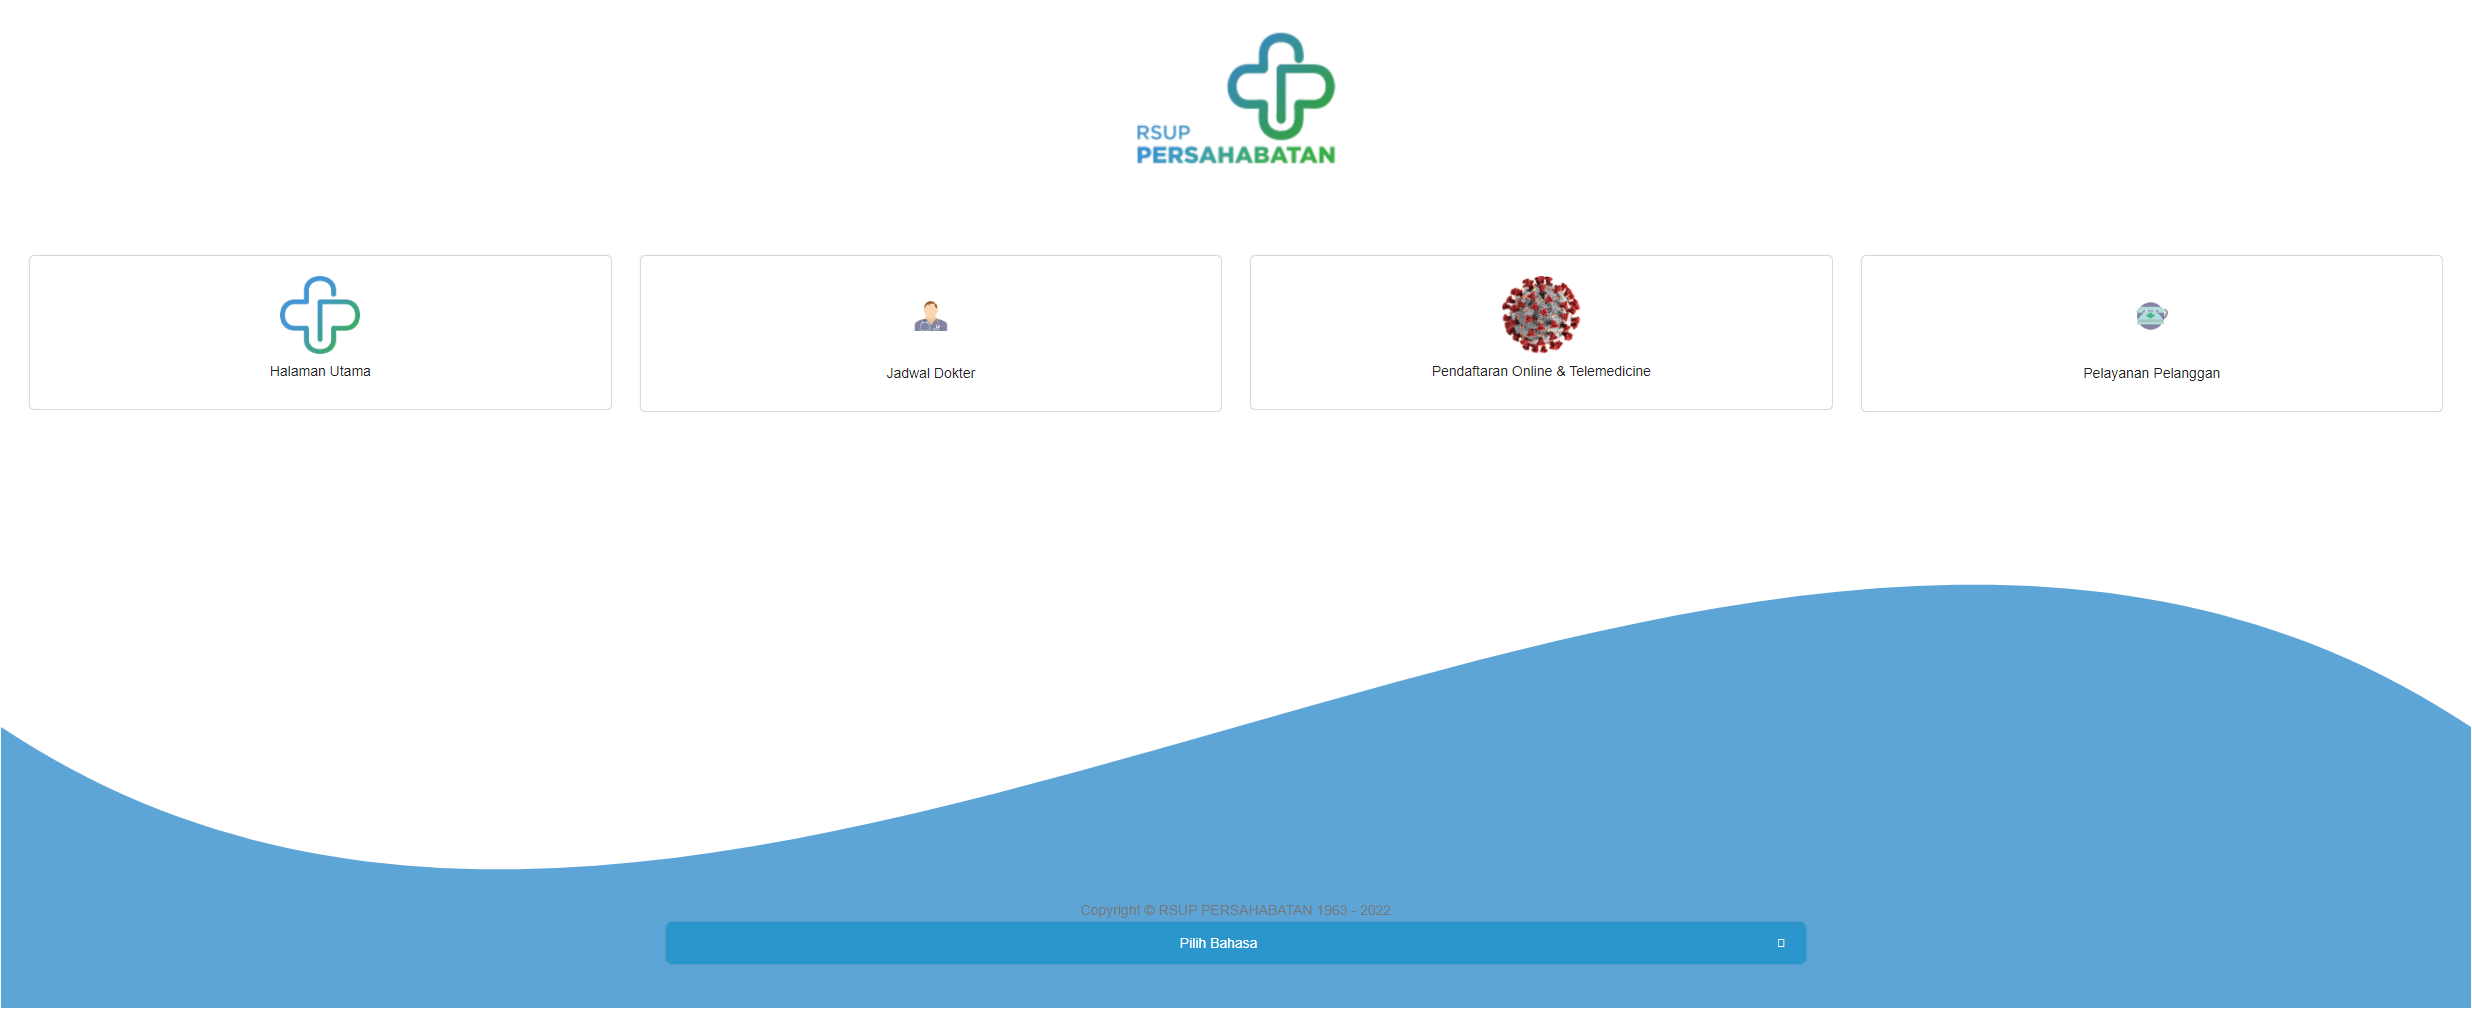 RSUP
PERSAHABATAN
Halaman Utama
Jadwal Dokter
Pendaftaran Online & Telemedicine
Pelayanan Pelanggan
Copyright © RSUP PERSAHABATAN 1963 - 2022
Pilih Bahasa